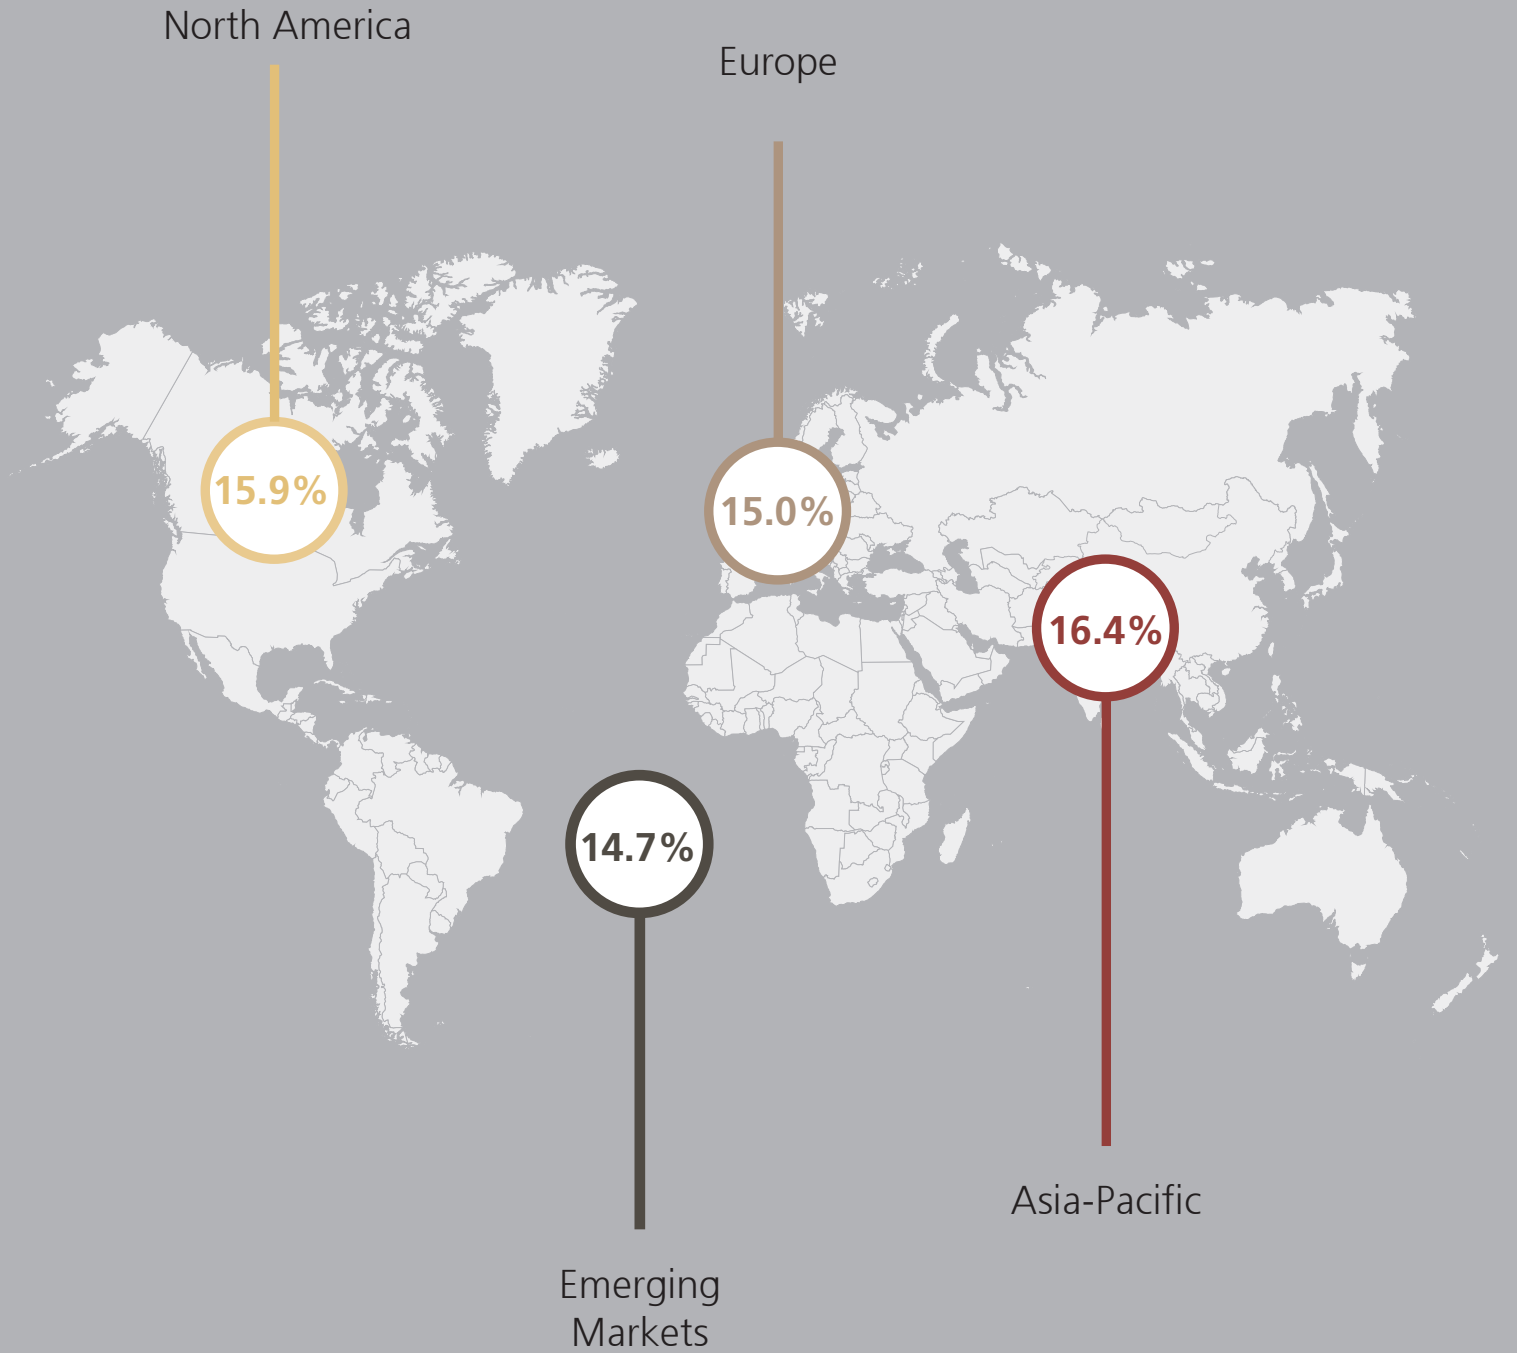 North America
Europe
15.9%
15.0%
16.4%
14.7%
Asia-Pacific
Emerging
Markets